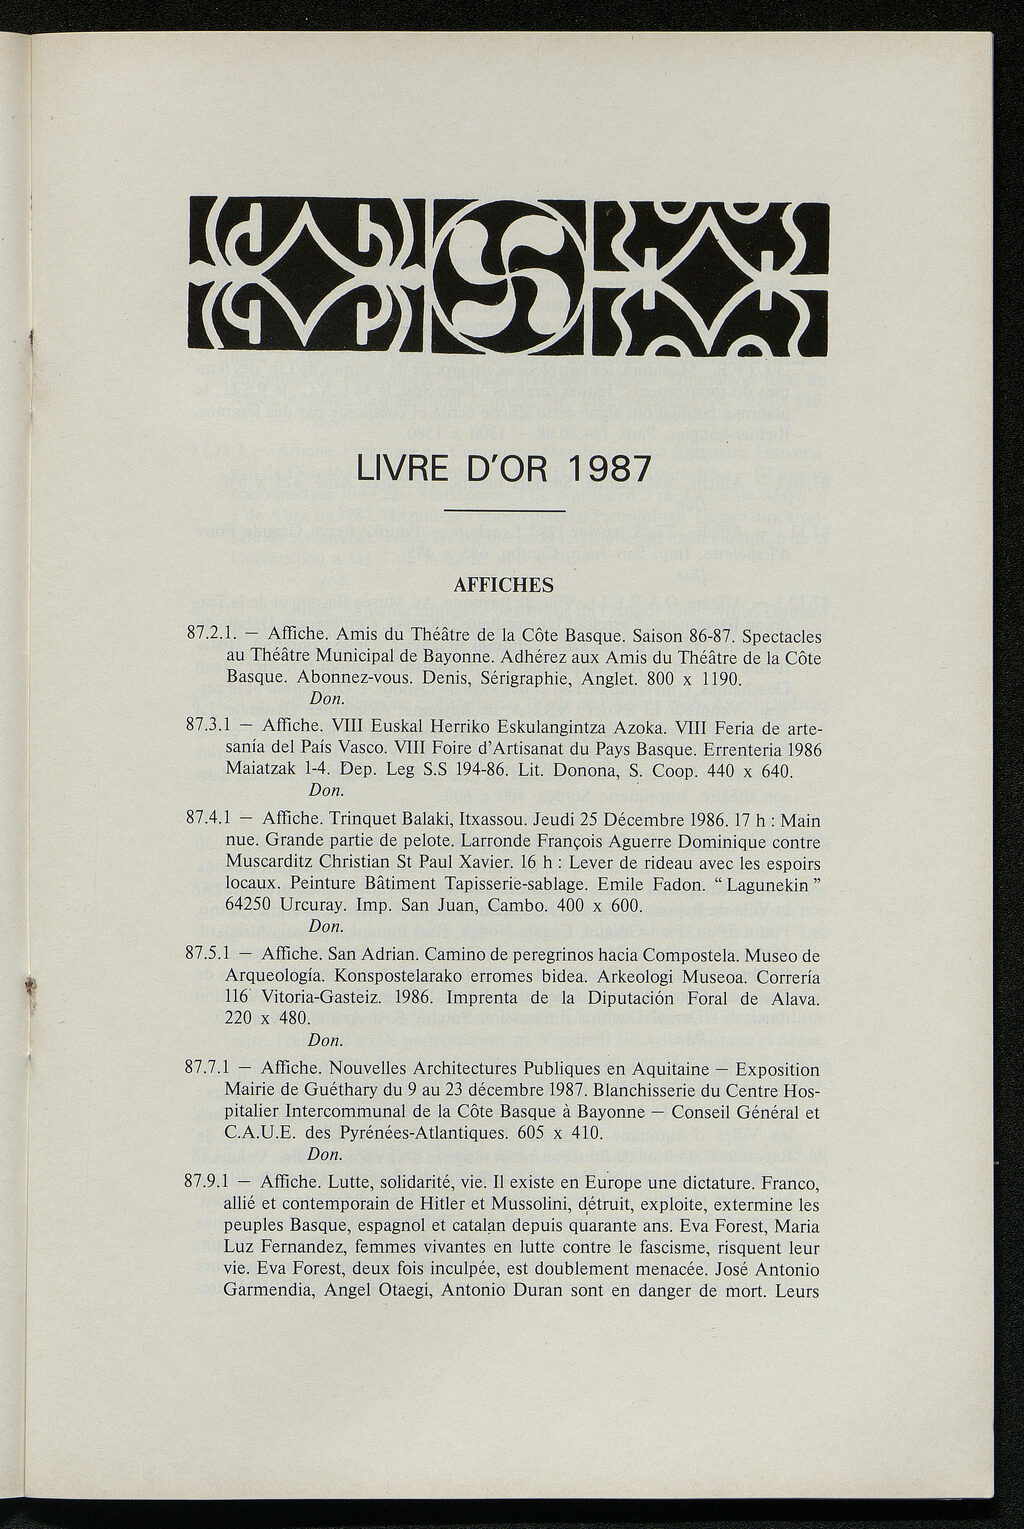 LIVRE D'OR 1987
AFFICHES
87.2.1. — Affiche. Amis du Théâtre de la Côte Basque. Saison 86-87. Spectacles
au Théâtre Municipal de Bayonne. Adhérez aux Amis du Théâtre de la Côte
Basque. Abonnez-vous. Denis, Sérigraphie, Anglet. 800 x 1190.
Don.
87.3.1 — Affiche. VIII Euskal Herriko Eskulangintza Azoka. VIII Feria de arte-
sanía del País Vasco. VIII Foire d'Artisanat du Pays Basque. Errenteria 1986
Maiatzak 1-4. Dep. Leg S.S 194-86. Lit. Donona, S. Coop. 440 x 640.
Don.
87.4.1 — Affiche. Trinquet Balaki, Itxassou. Jeudi 25 Décembre 1986. 17 h : Main
nue. Grande partie de pelote. Larronde François Aguerre Dominique contre
Muscarditz Christian St Paul Xavier. 16 h : Lever de rideau avec les espoirs
locaux. Peinture Bâtiment Tapisserie-sablage. Emile Fadon. “ Lagunekin ”
64250 Urcuray. Imp. San Juan, Cambo. 400 x 600.
Don.
87.5.1 — Affiche. San Adrian. Camino de peregrinos hacia Compostela. Museo de
Arqueología. Konspostelarako erromes bidea. Arkeologi Museoa. Correría
116 Vitoria-Gasteiz. 1986. Imprenta de la Diputación Foral de Alava.
220 x 480.
Don.
87.7.1 — Affiche. Nouvelles Architectures Publiques en Aquitaine — Exposition
Mairie de Guéthary du 9 au 23 décembre 1987. Blanchisserie du Centre Hos-
pitalier Intercommunal de la Côte Basque à Bayonne — Conseil Général et
C.A.U.E. des Pyrénées-Atlantiques. 605 x 410.
Don.
87.9.1 — Affiche. Lutte, solidarité, vie. Il existe en Europe une dictature. Franco,
allié et contemporain de Hitler et Mussolini, détruit, exploite, extermine les
peuples Basque, espagnol et catalan depuis quarante ans. Eva Forest, Maria
Luz Fernandez, femmes vivantes en lutte contre le fascisme, risquent leur
vie. Eva Forest, deux fois inculpée, est doublement menacée. José Antonio
Garmendia, Angel Otaegi, Antonio Duran sont en danger de mort. Leurs